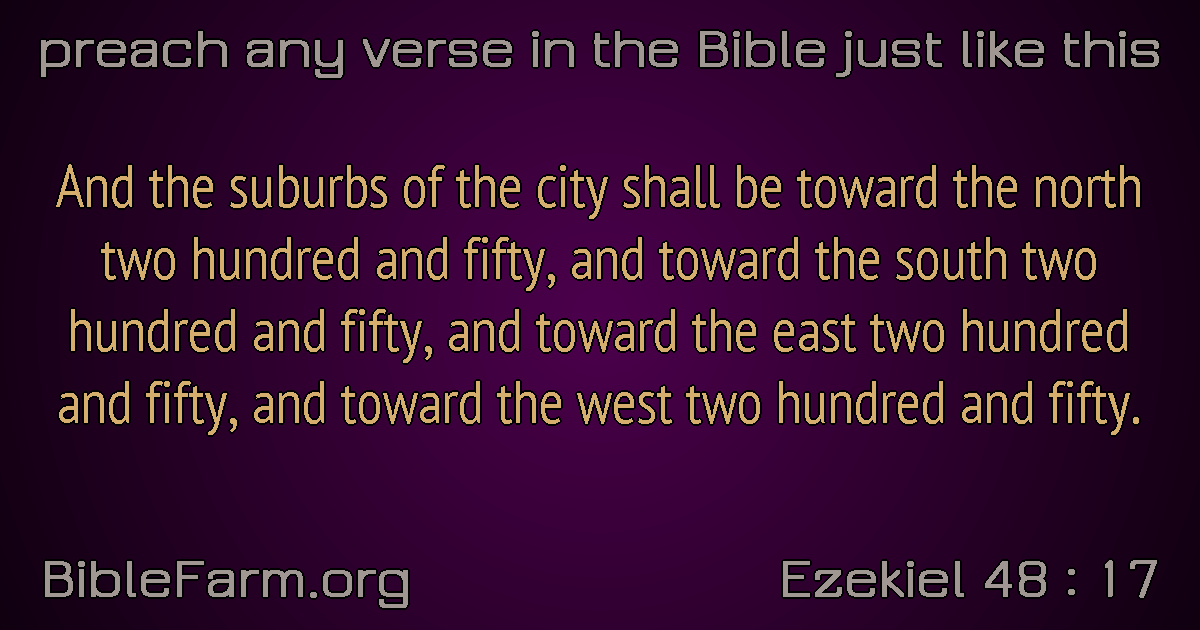 preach any verse in the Bible just like this
And the suburbs of the city shall be toward the north
two hundred and fifty, and toward the south two
hundred and fifty, and toward the east two hundred
and fifty, and toward the west two hundred and fifty.
BibleFarm.org
Ezekiel 48 : 17